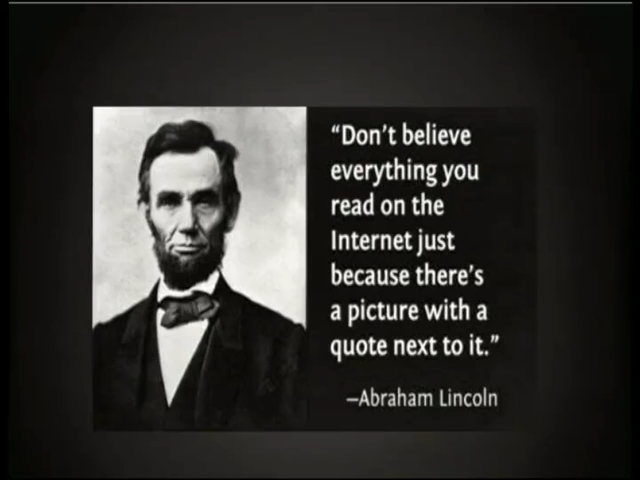 “Don’t believe
everything you
read on the
Internet just
because there’s
a picture with a
quote next to it.”
–Abraham Lincoln